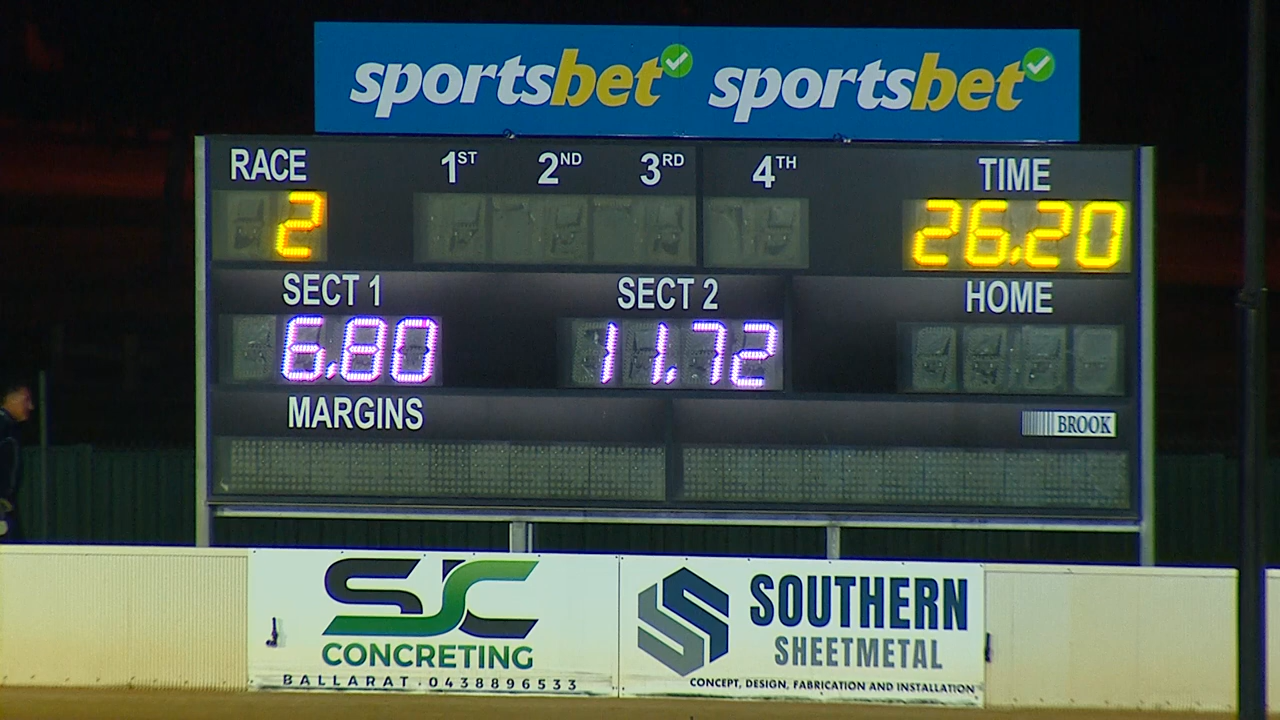 sportsbet sportsbet
RACE 1ST 2ND 3RD 4TH TIME
2 26.20
SECT 1 SECT 2 HOME
6.80 11.72
MARGINS
BROOK
SJC
CONCRETING
BALLARAT . 0438896533
SOUTHERN
SHEETMETAL
CONCEPT, DESIGN, FABRICATION AND INSTALLATION